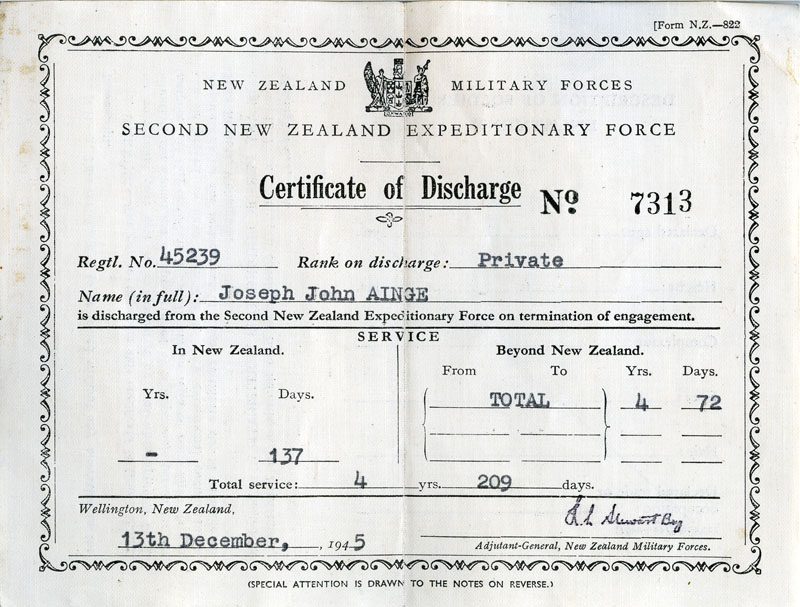 [Form N.Z.—822
NEW ZEALAND MILITARY FORCES
ONWARD
SECOND NEW ZEALAND EXPEDITIONARY FORCE
Certificate of Discharge No 7313
Regtl. No. 45239 Rank on discharge: Private
Name (in full): Joseph John AINGE
is discharged from the Second New Zealand Expeditionary Force on termination of engagement.
SERVICE
In New Zealand. Beyond New Zealand.
From To Yrs. Days.
Yrs. Days.
TOTAL 4 72
- 137
Total service: 4 yrs. 209 days.
Wellington, New Zealand,
13th December, , 1945
Adjutant-General, New Zealand Military Forces.
(SPECIAL ATTENTION IS DRAWN TO THE NOTES ON REVERSE.)